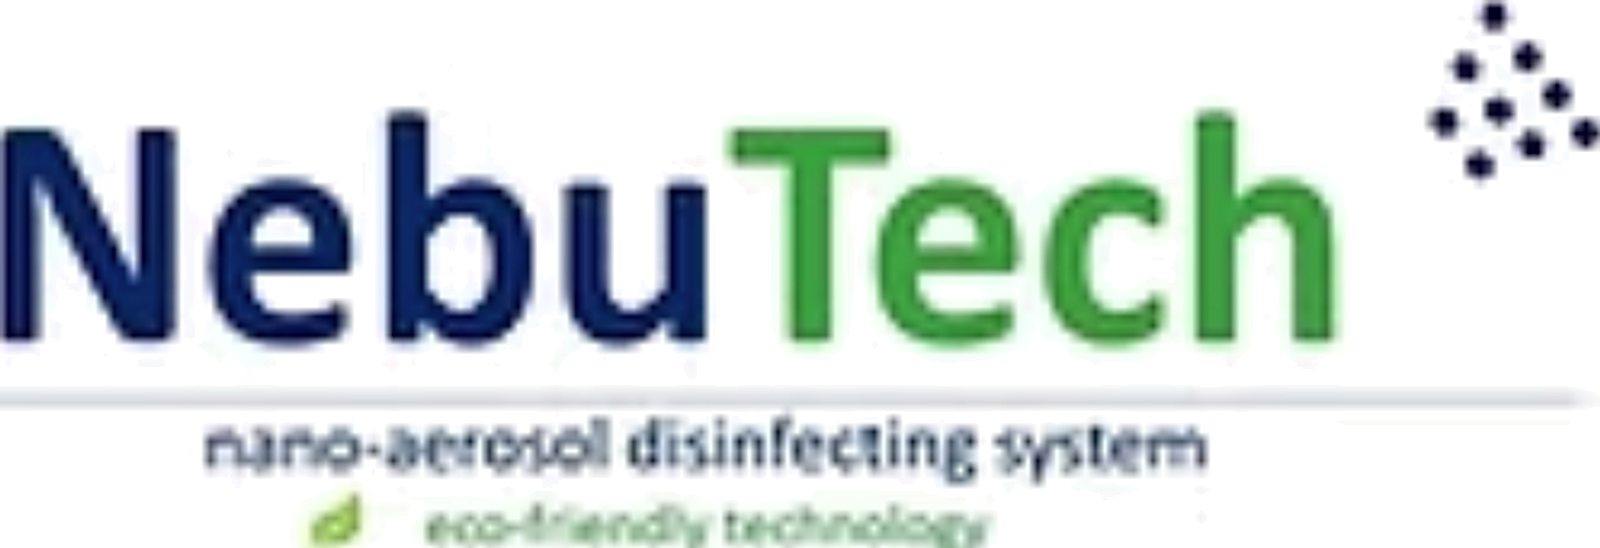 NebuTech
nano-aerosol disinfecting system
eco-friendly technology